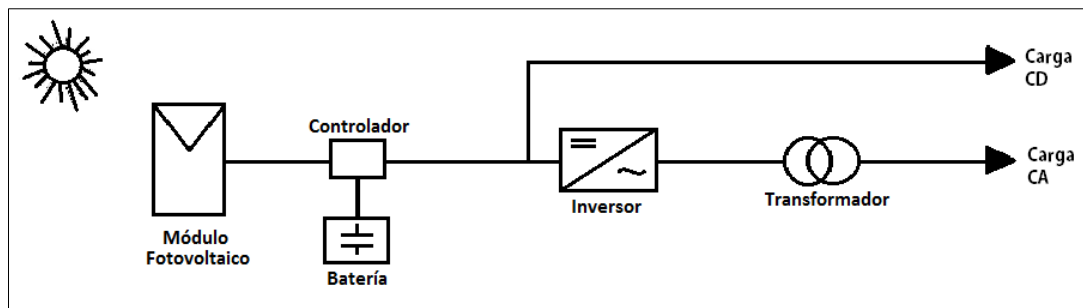 Carga
CD
Controlador
Carga
CA
Inversor
Transformador
Módulo
Fotovoltaico
Batería